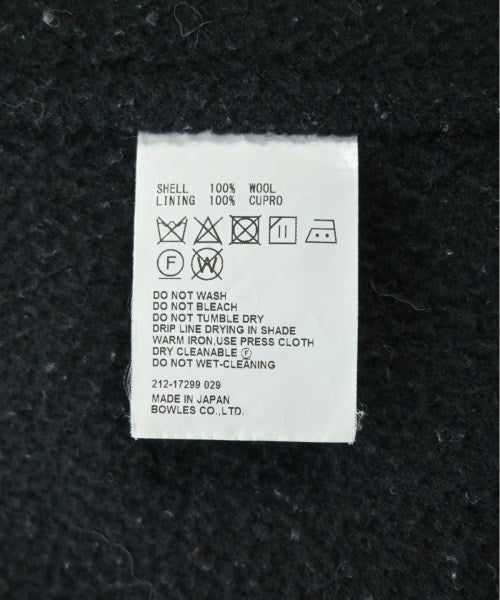 SHELL 100% WOOL
LINING 100% CUPRO
F W
DO NOT WASH
DO NOT BLEACH
DO NOT TUMBLE DRY
DRIP LINE DRYING IN SHADE
WARM IRON,USE PRESS CLOTH
DRY CLEANABLE Ⓕ
DO NOT WET-CLEANING
212-17299 029
MADE IN JAPAN
BOWLES CO.,LTD.